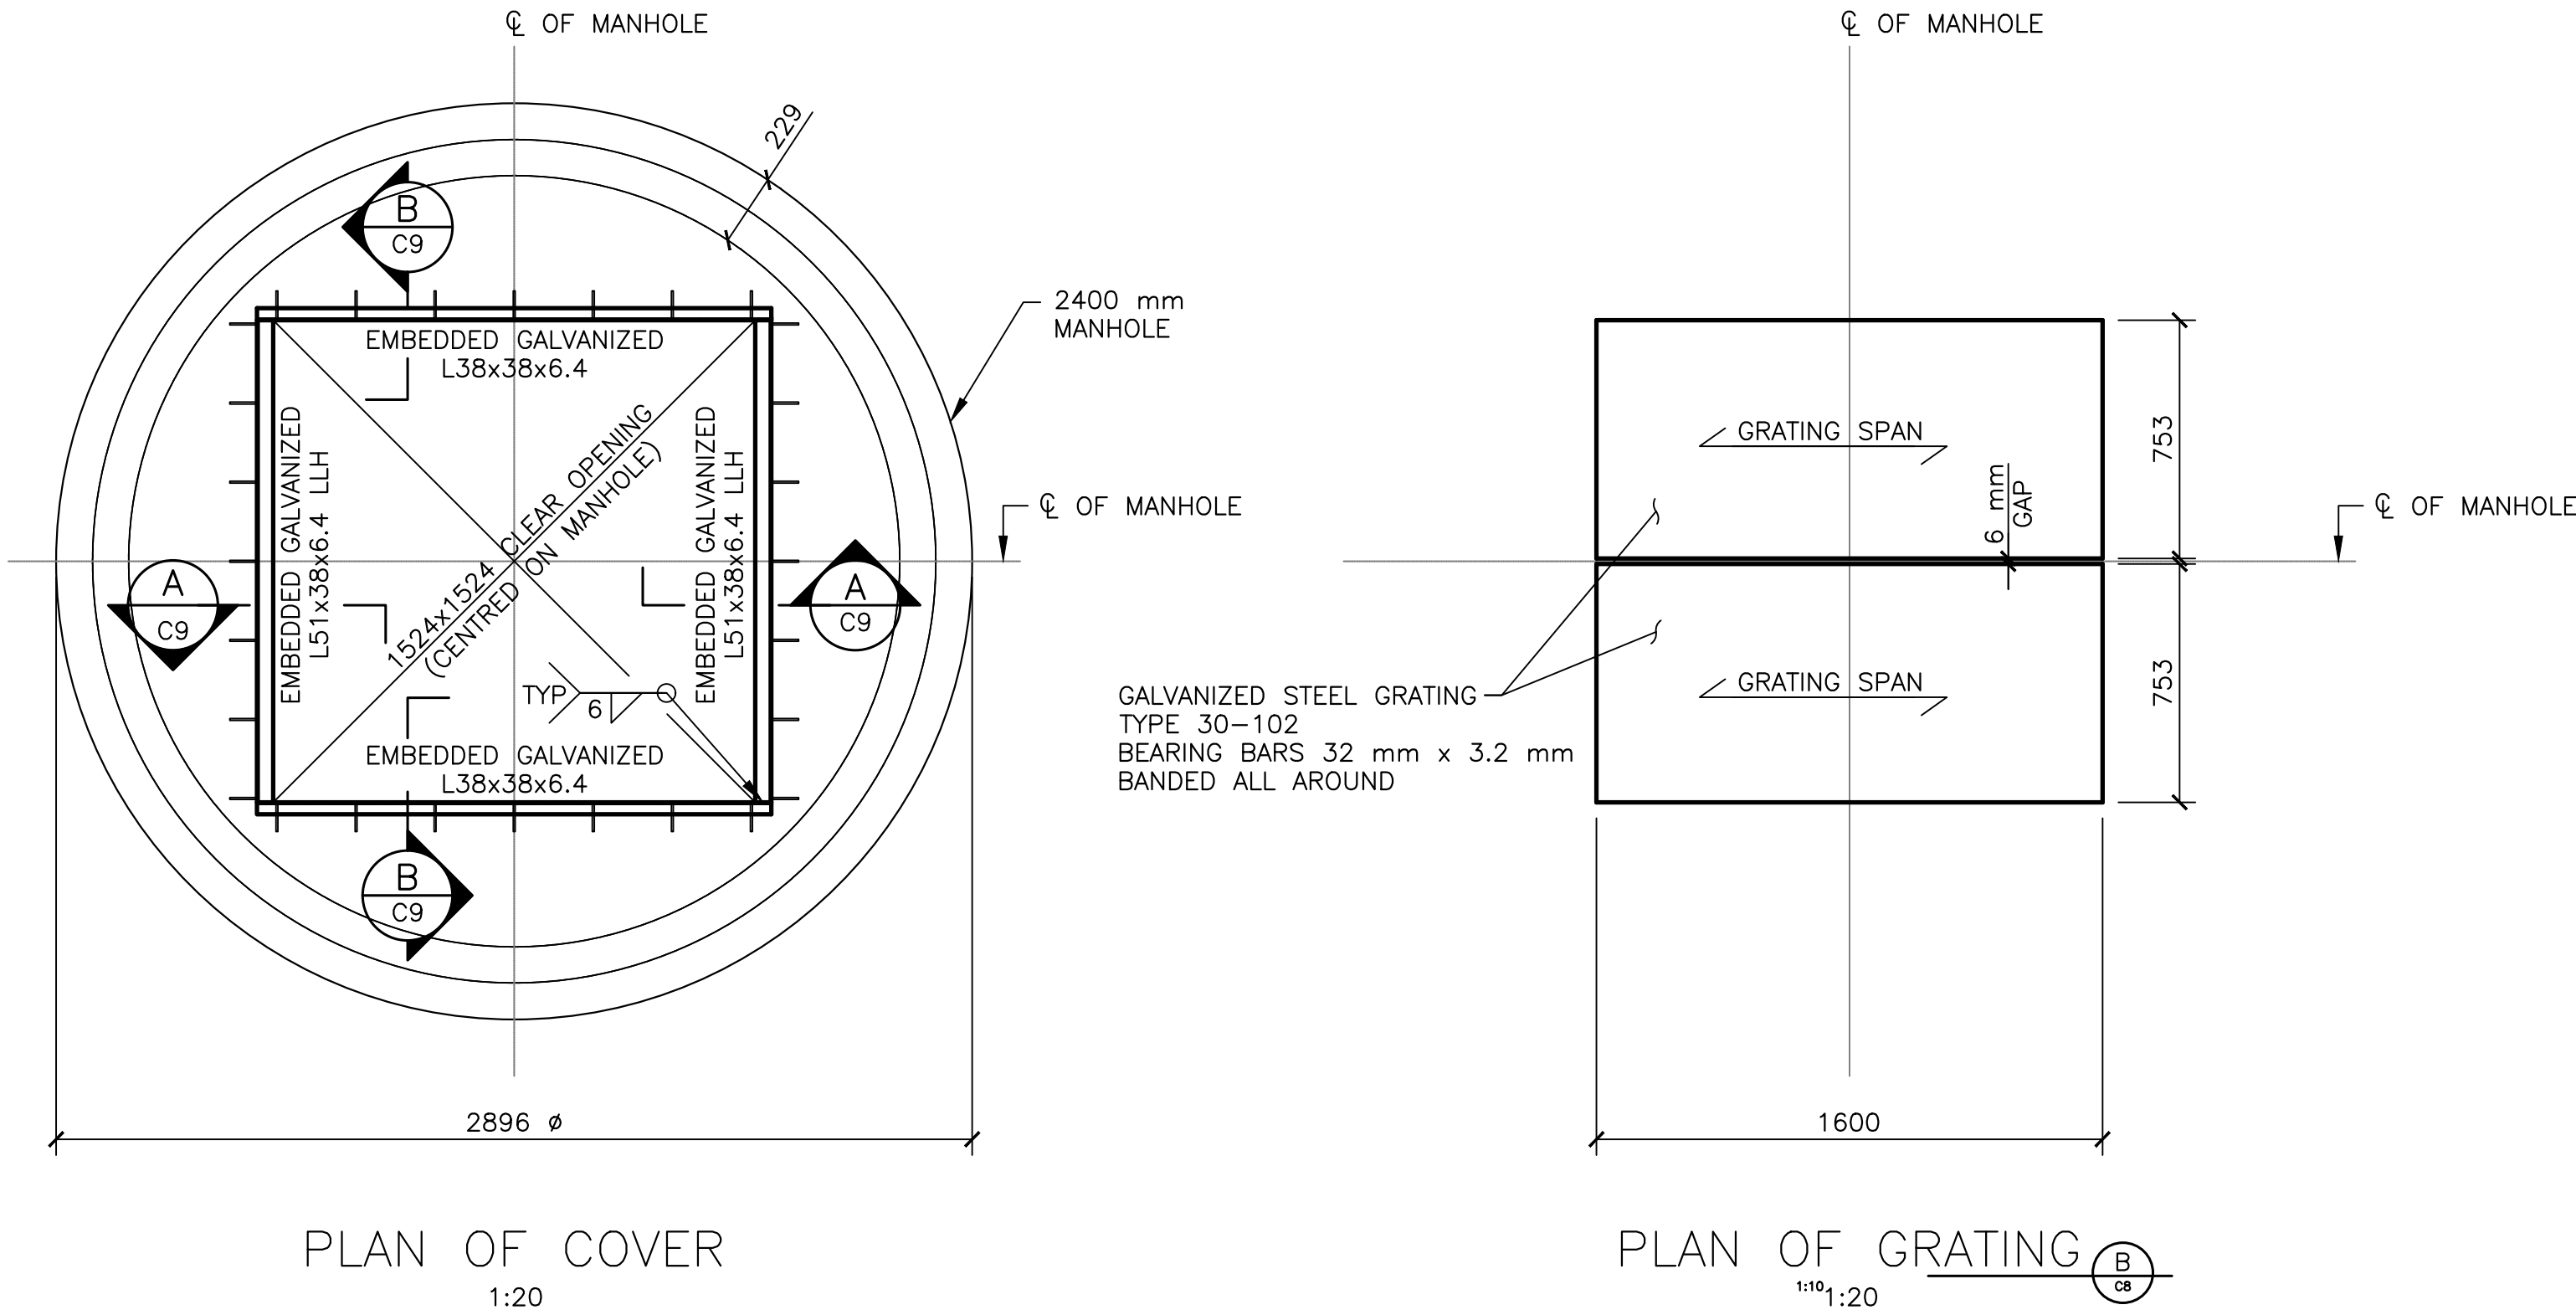 ℄ OF MANHOLE
229
B
C9
2400 mm
MANHOLE
EMBEDDED GALVANIZED
L38x38x6.4
EMBEDDED GALVANIZED
L51x38x6.4 LLH
1524x1524 CLEAR OPENING
(CENTRED ON MANHOLE)
EMBEDDED GALVANIZED
L51x38x6.4 LLH
℄ OF MANHOLE
A
C9
A
C9
TYP
6
EMBEDDED GALVANIZED
L38x38x6.4
B
C9
2896 ø
PLAN OF COVER
1:20
℄ OF MANHOLE
GRATING SPAN
753
6 mm
GAP
℄ OF MANHOLE
GRATING SPAN
753
GALVANIZED STEEL GRATING
TYPE 30-102
BEARING BARS 32 mm x 3.2 mm
BANDED ALL AROUND
1600
PLAN OF GRATING
B
C8
1:10
1:20